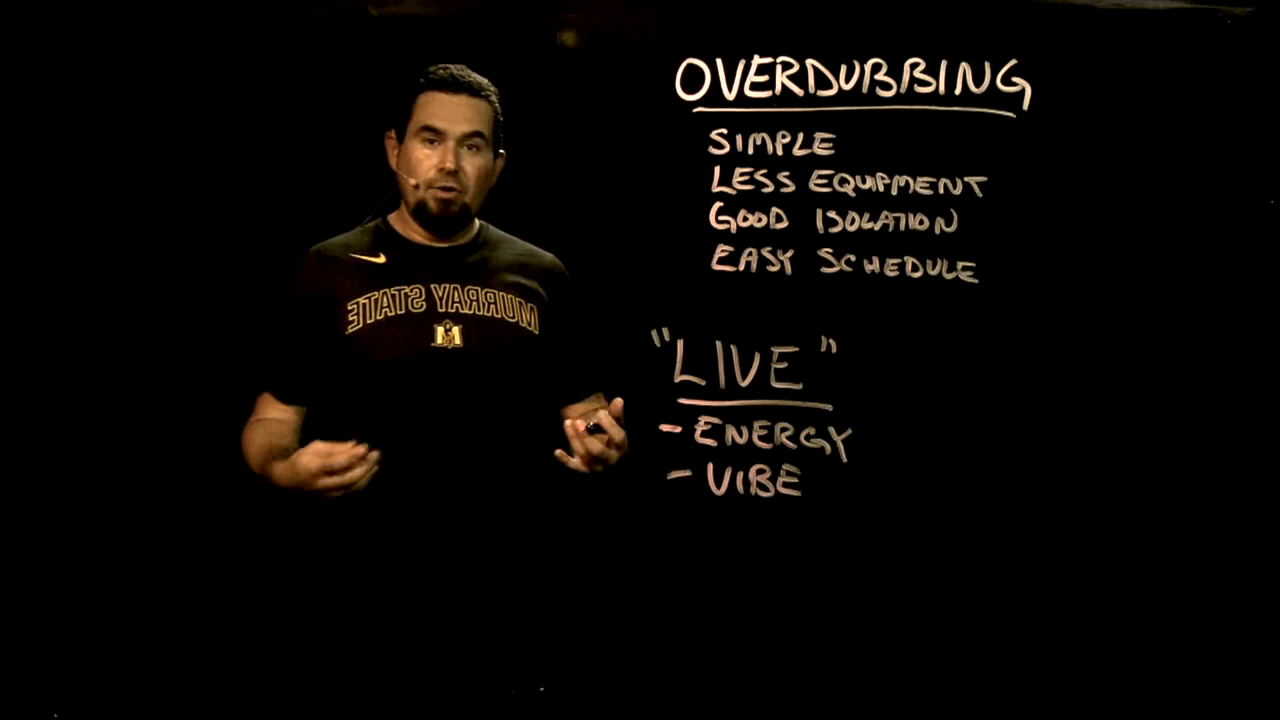 OVERDUBBING
SIMPLE
LESS EQUIPMENT
GOOD ISOLATION
EASY SCHEDULE
"LIVE"
- ENERGY
- VIBE
MURRAY STATE
M